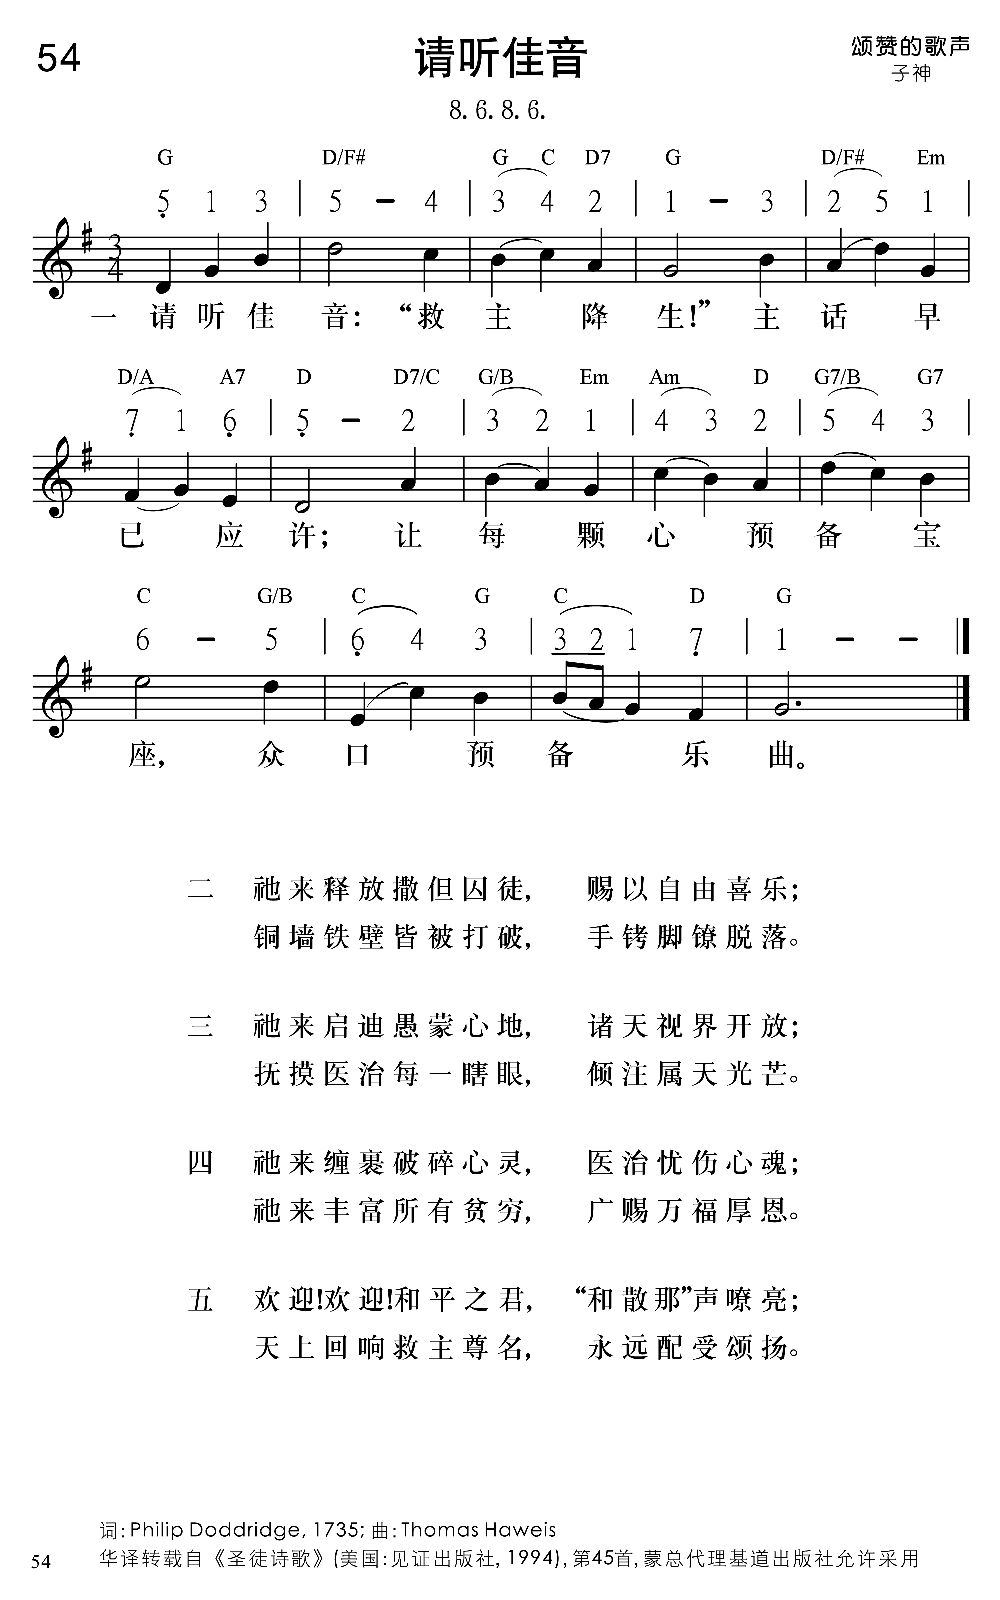 54
请听佳音
颂赞的歌声
子神
8. 6. 8. 6.
G D/F# G C D7 G D/F# Em
5 1 3 | 5 - 4 | 3 4 2 | 1 - 3 | 2 5 1 |
3
4
一 请 听 佳 音：“救 主 降 生！” 主 话 早
D/A A7 D D7/C G/B Em Am D G7/B G7
7 1 6 | 5 - 2 | 3 2 1 | 4 3 2 | 5 4 3 |
已 应 许； 让 每 颗 心 预 备 宝
C G/B C G C D G
6 - 5 | 6 4 3 | 3 2 1 7 | 1 - -
座， 众 口 预 备 乐 曲。
二 祂来释放撒但囚徒， 赐以自由喜乐；
铜墙铁壁皆被打破， 手铐脚镣脱落。
三 祂来启迪愚蒙心地， 诸天视界开放；
抚摸医治每一瞎眼， 倾注属天光芒。
四 祂来缠裹破碎心灵， 医治忧伤心魂；
祂来丰富所有贫穷， 广赐万福厚恩。
五 欢迎！欢迎！和平之君， “和散那”声嘹亮；
天上回响救主尊名， 永远配受颂扬。
词：Philip Doddridge, 1735; 曲：Thomas Haweis
华译转载自《圣徒诗歌》(美国：见证出版社, 1994), 第45首, 蒙总代理基道出版社允许采用
54